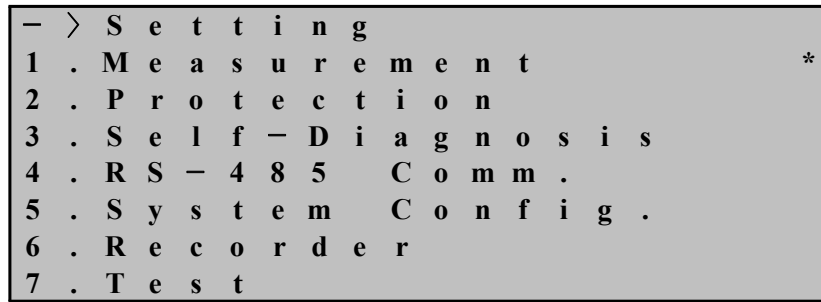 -> Setting
1.Measurement *
2.Protection
3.Self-Diagnosis
4.RS-485 Comm.
5.System Config.
6.Recorder
7.Test